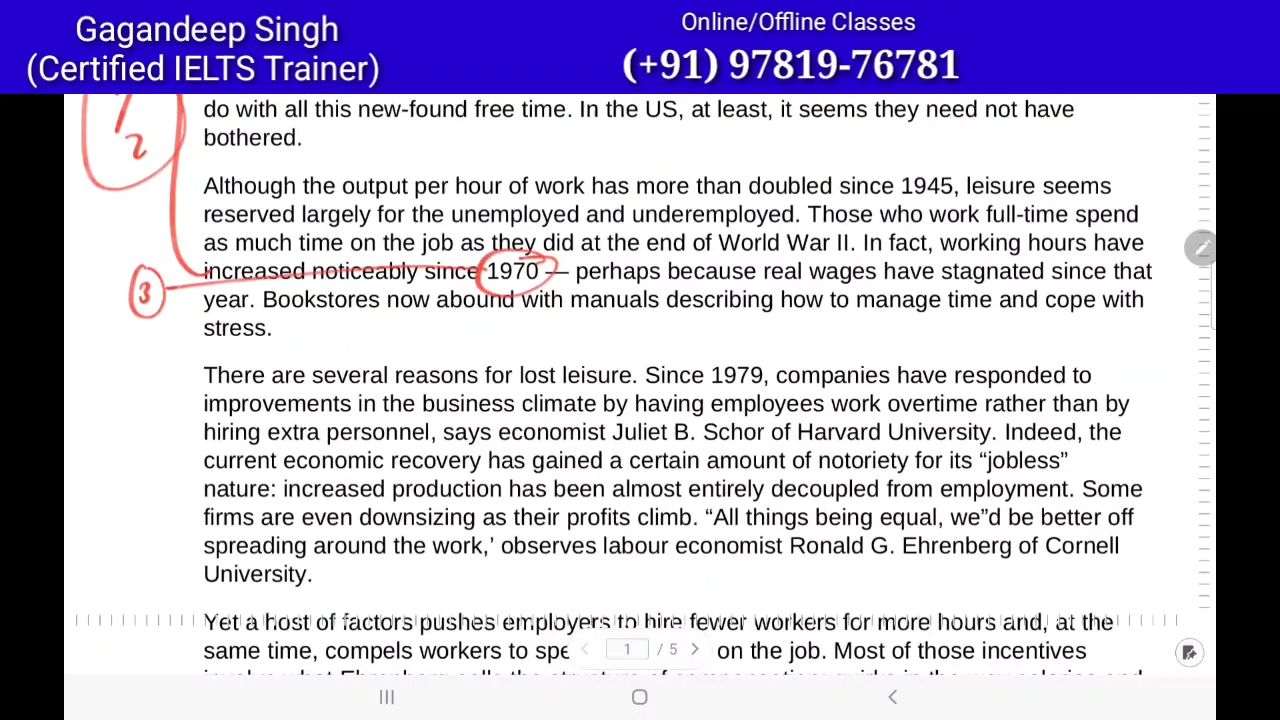 Gagandeep Singh
(Certified IELTS Trainer)
Online/Offline Classes
(+91) 97819-76781
1/2
do with all this new-found free time. In the US, at least, it seems they need not have
bothered.
Although the output per hour of work has more than doubled since 1945, leisure seems
reserved largely for the unemployed and underemployed. Those who work full-time spend
as much time on the job as they did at the end of World War II. In fact, working hours have
increased noticeably since 1970 — perhaps because real wages have stagnated since that
3
year. Bookstores now abound with manuals describing how to manage time and cope with
stress.
There are several reasons for lost leisure. Since 1979, companies have responded to
improvements in the business climate by having employees work overtime rather than by
hiring extra personnel, says economist Juliet B. Schor of Harvard University. Indeed, the
current economic recovery has gained a certain amount of notoriety for its “jobless”
nature: increased production has been almost entirely decoupled from employment. Some
firms are even downsizing as their profits climb. “All things being equal, we”d be better off
spreading around the work,’ observes labour economist Ronald G. Ehrenberg of Cornell
University.
Yet a host of factors pushes employers to hire fewer workers for more hours and, at the
same time, compels workers to spe on the job. Most of those incentives
1 / 5